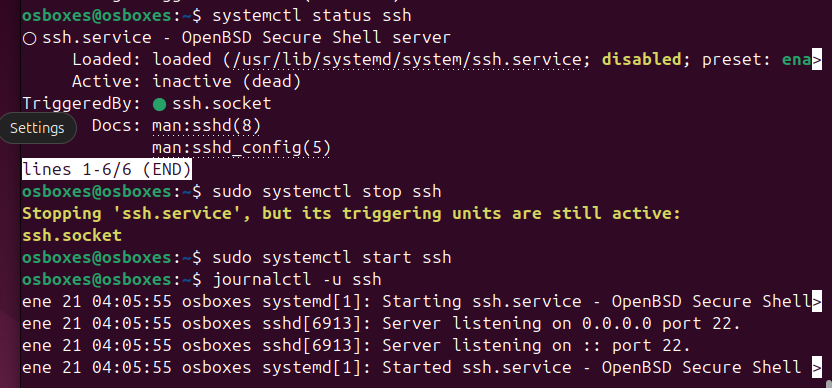 osboxes@osboxes:~$ systemctl status ssh
○ ssh.service - OpenBSD Secure Shell server
Loaded: loaded (/usr/lib/systemd/system/ssh.service; disabled; preset: ena>
Active: inactive (dead)
TriggeredBy: ● ssh.socket
Settings
Docs: man:sshd(8)
man:sshd_config(5)
lines 1-6/6 (END)
osboxes@osboxes:~$ sudo systemctl stop ssh
Stopping 'ssh.service', but its triggering units are still active:
ssh.socket
osboxes@osboxes:~$ sudo systemctl start ssh
osboxes@osboxes:~$ journalctl -u ssh
ene 21 04:05:55 osboxes systemd[1]: Starting ssh.service - OpenBSD Secure Shell>
ene 21 04:05:55 osboxes sshd[6913]: Server listening on 0.0.0.0 port 22.
ene 21 04:05:55 osboxes sshd[6913]: Server listening on :: port 22.
ene 21 04:05:55 osboxes systemd[1]: Started ssh.service - OpenBSD Secure Shell >